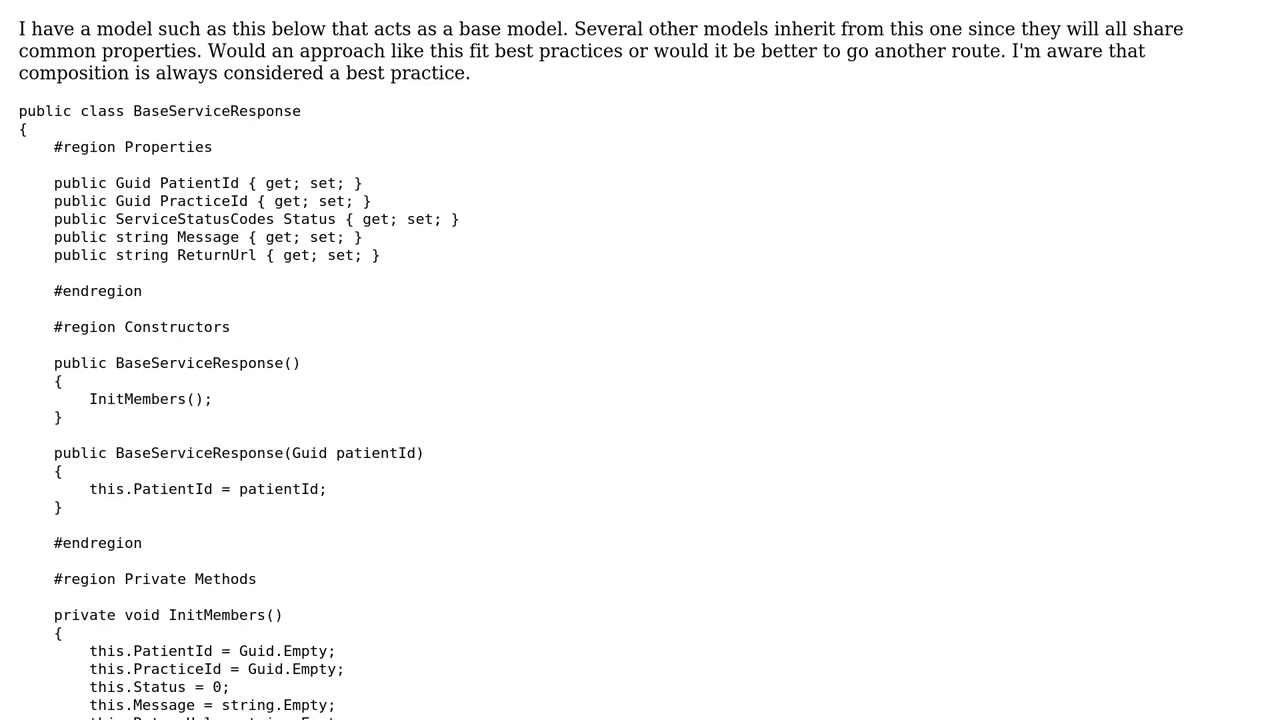 I have a model such as this below that acts as a base model. Several other models inherit from this one since they will all share
common properties. Would an approach like this fit best practices or would it be better to go another route. I'm aware that
composition is always considered a best practice.
public class BaseServiceResponse
{
    #region Properties
    public Guid PatientId { get; set; }
    public Guid PracticeId { get; set; }
    public ServiceStatusCodes Status { get; set; }
    public string Message { get; set; }
    public string ReturnUrl { get; set; }
    #endregion
    #region Constructors
    public BaseServiceResponse()
    {
        InitMembers();
    }
    public BaseServiceResponse(Guid patientId)
    {
        this.PatientId = patientId;
    }
    #endregion
    #region Private Methods
    private void InitMembers()
    {
        this.PatientId = Guid.Empty;
        this.PracticeId = Guid.Empty;
        this.Status = 0;
        this.Message = string.Empty;